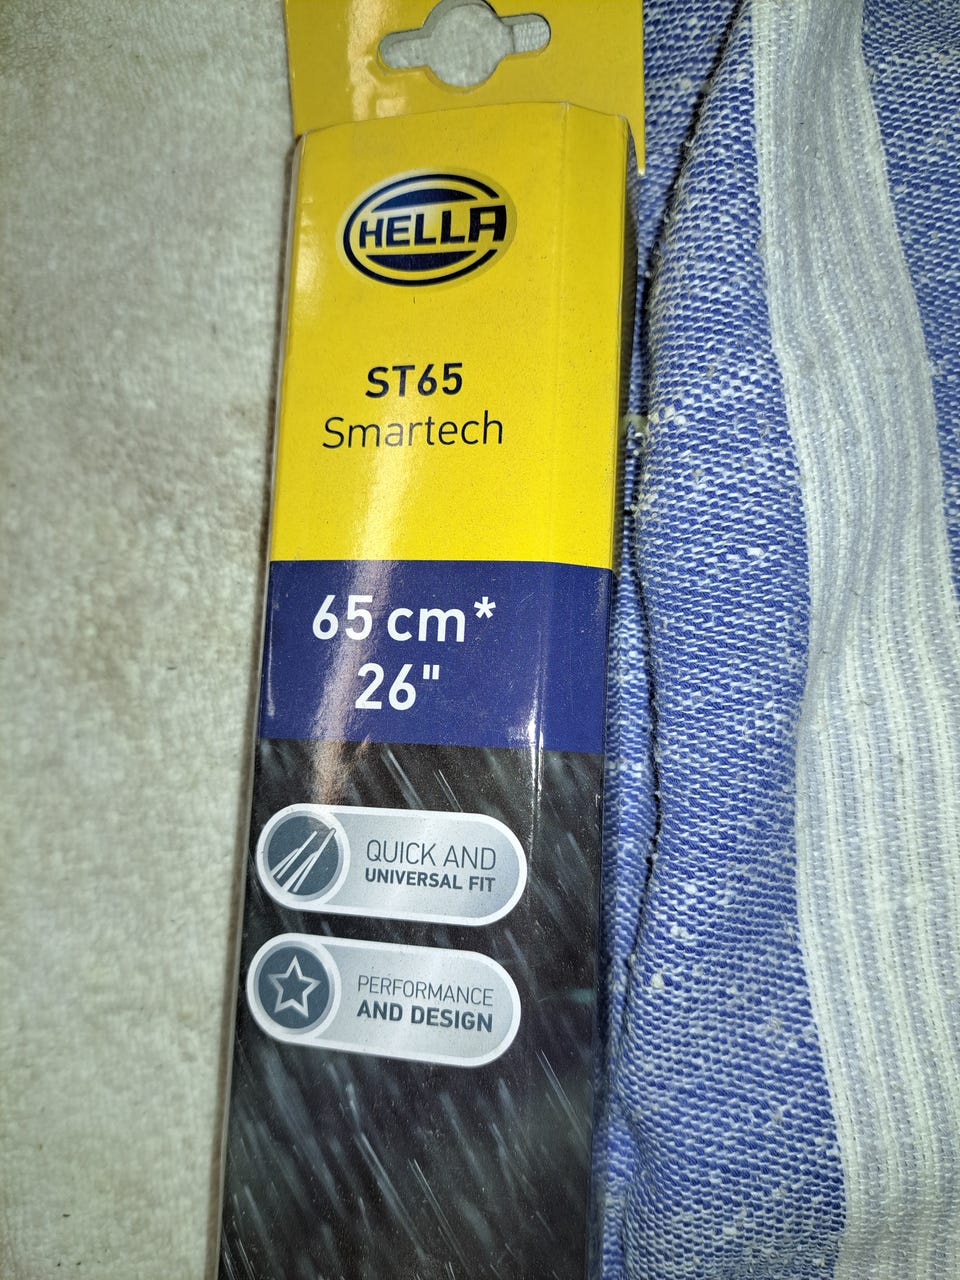 HELLA
ST65
Smartech
65 cm*
26"
QUICK AND
UNIVERSAL FIT
PERFORMANCE
AND DESIGN